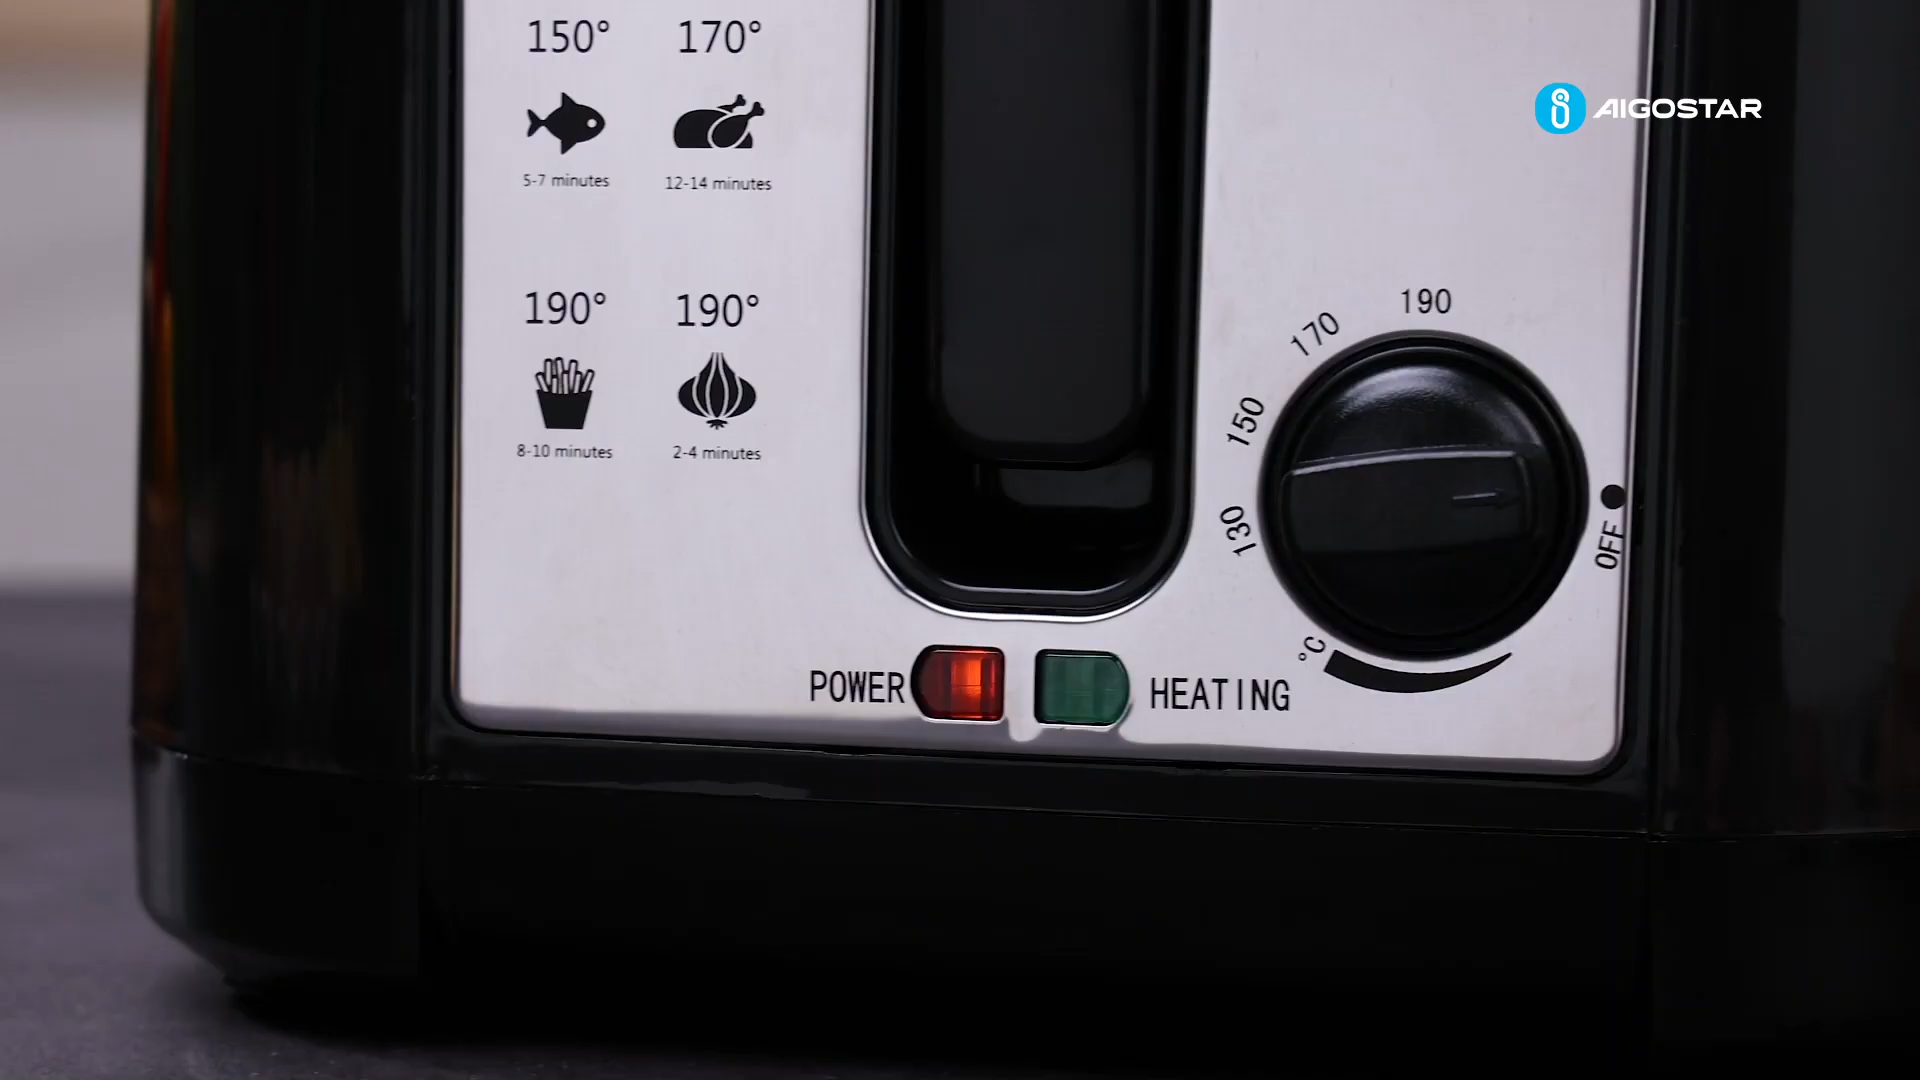 150° 170°
5-7 minutes 12-14 minutes
190° 190°
8-10 minutes 2-4 minutes
AIGOSTAR
190
170
150
130
°C
OFF
POWER
HEATING